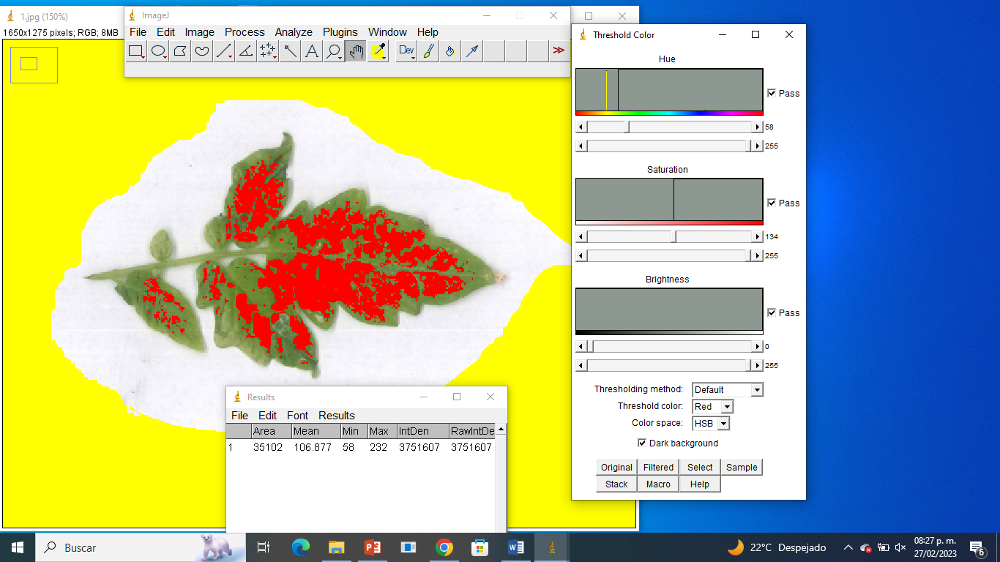 1.jpg (150%)
1650x1275 pixels; RGB; 8MB
ImageJ
File Edit Image Process Analyze Plugins Window Help
A Dev >>
Threshold Color
Hue
Pass
58
255
Saturation
Pass
134
255
Brightness
Pass
0
255
Thresholding method: Default
Threshold color: Red
Color space: HSB
Dark background
Original Filtered Select Sample
Stack Macro Help
Results
File Edit Font Results
Area Mean Min Max IntDen RawIntDe
1 35102 106.877 58 232 3751607 3751607
Buscar
22°C Despejado
08:27 p. m.
27/02/2023
6